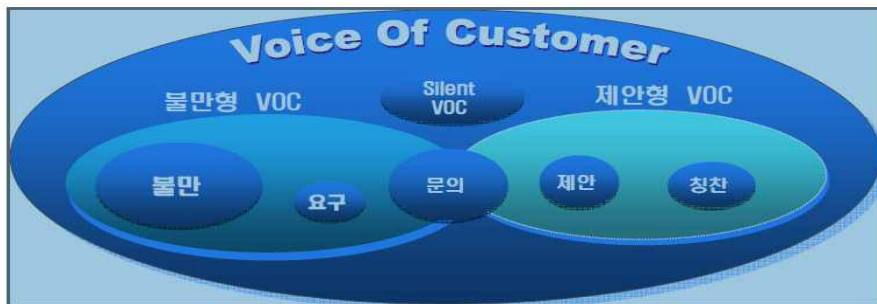 Voice Of Customer
불만형 VOC
Silent
VOC
제안형 VOC
불만
요구
문의
제안
칭찬